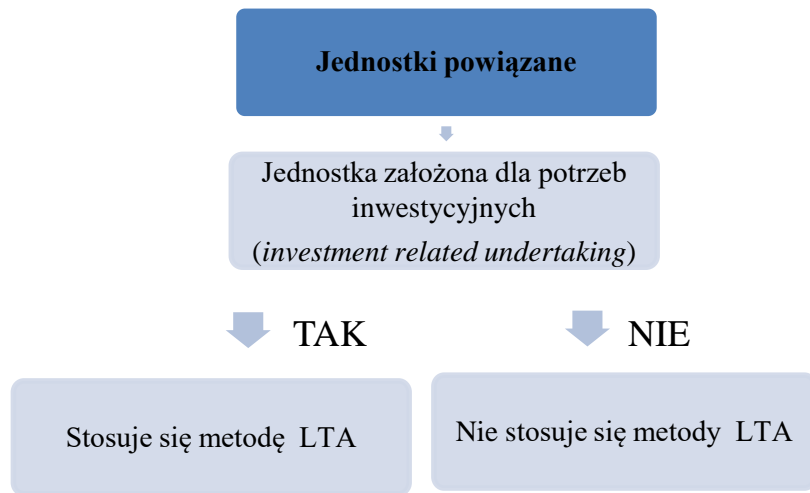 Jednostki powiązane
Jednostka założona dla potrzeb
inwestycyjnych
(investment related undertaking)
TAK
NIE
Stosuje się metodę LTA
Nie stosuje się metody LTA